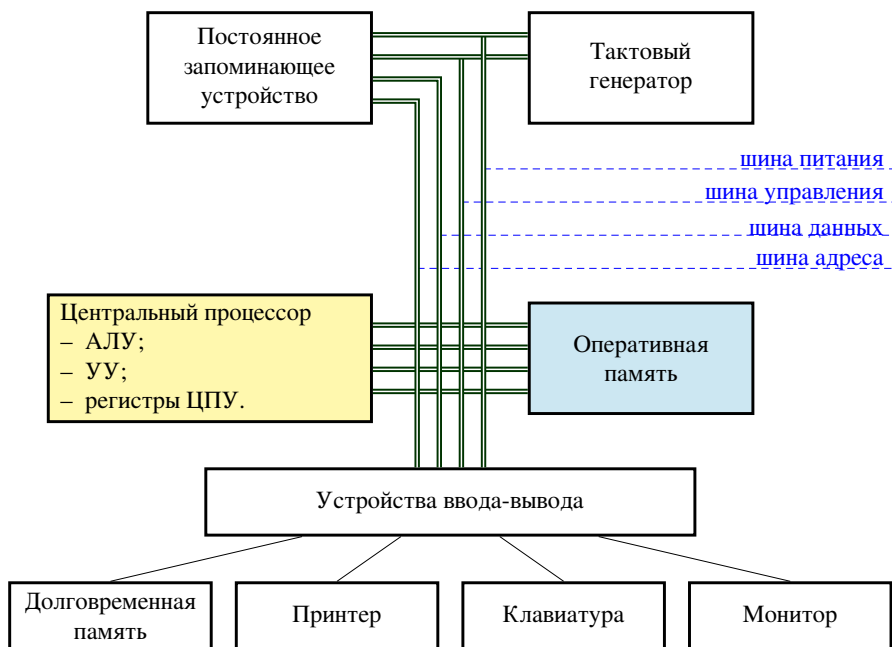 Постоянное
запоминающее
устройство
Тактовый
генератор
шина питания
шина управления
шина данных
шина адреса
Центральный процессор
– АЛУ;
– УУ;
– регистры ЦПУ.
Оперативная
память
Устройства ввода-вывода
Долговременная
память
Принтер
Клавиатура
Монитор